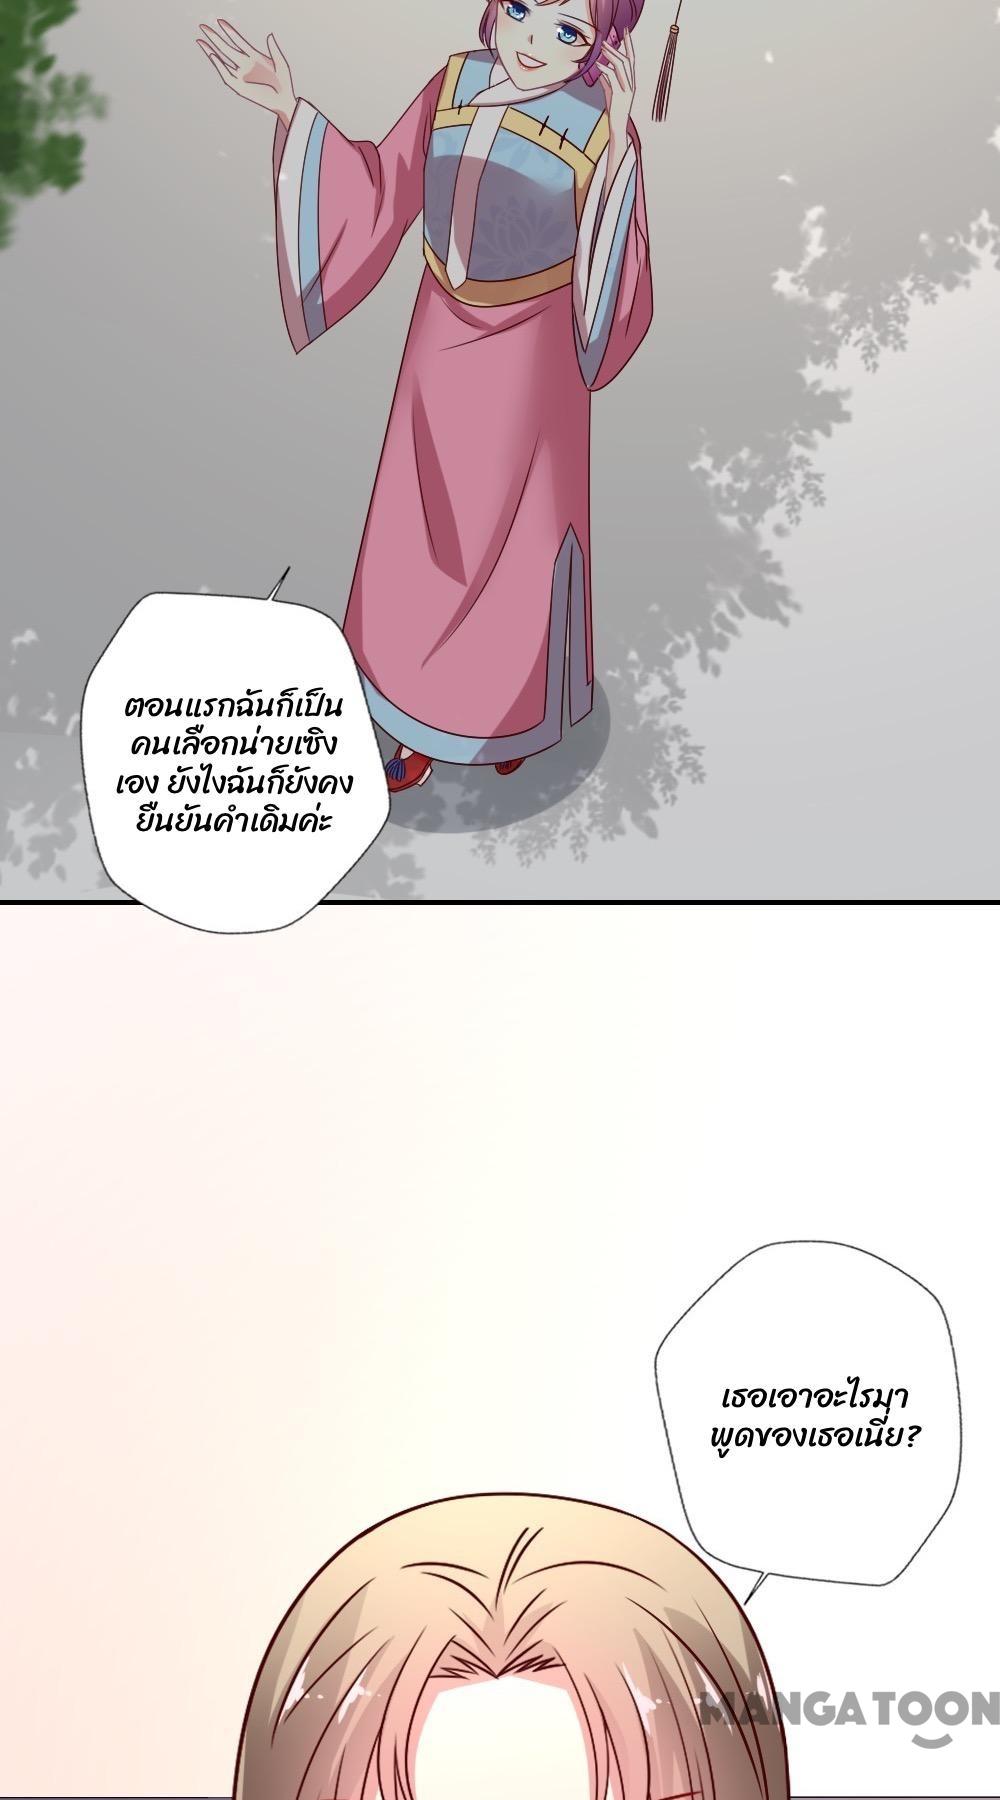 ตอนแรกฉันก็เป็น
คนเลือกน่ายเซิง
เอง ยังไงฉันก็ยังคง
ยืนยันคำเดิมค่ะ
เธอเอาอะไรมา
พูดของเธอเนี่ย?
MANGATOON